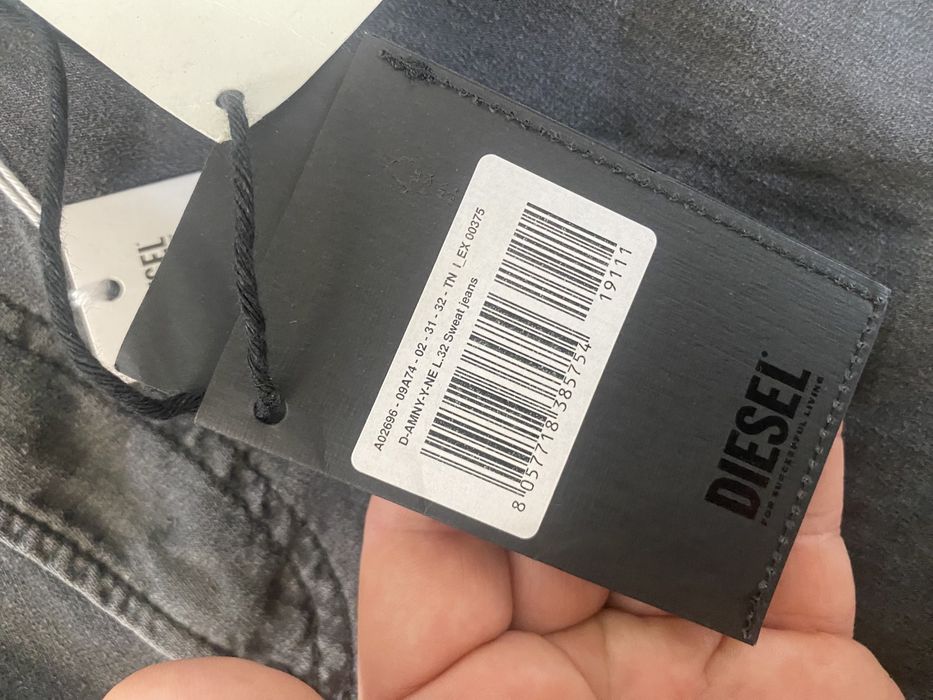 A02696 - 09A74 - 02 - 31 - 32 - TN I_EX 00375
D-AMNY-Y-NE L.32 Sweat jeans
8 057718 385754
19111
DIESEL
FOR SUCCESSFUL LIVING